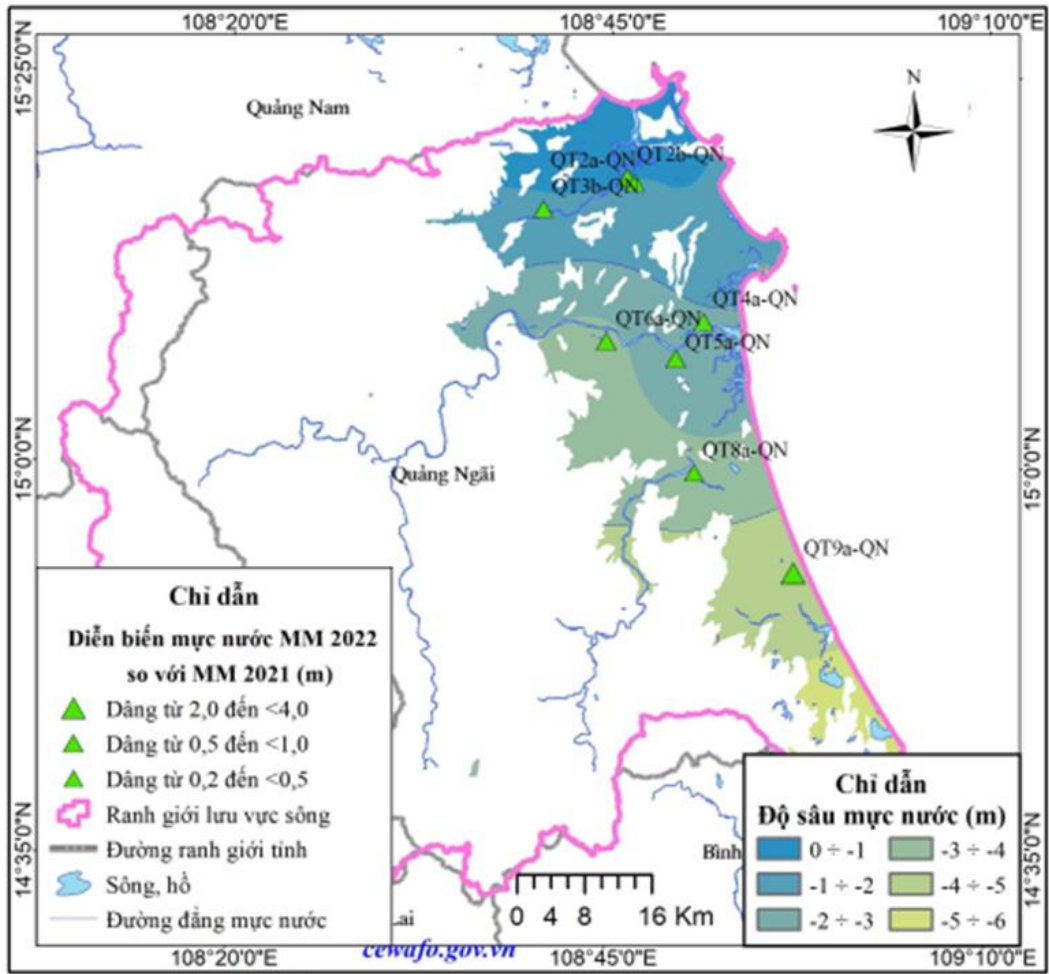 108°20'0"E
108°45'0"E
109°10'0"E
15°25'0"N
N
Quảng Nam
QT2a-QN
QT2b-QN
QT3b-QN
QT4a-QN
QT6a-QN
QT5a-QN
15°0'0"N
15°0'0"N
QT8a-QN
Quảng Ngãi
QT9a-QN
Chỉ dẫn
Diễn biến mực nước MM 2022
so với MM 2021 (m)
Dâng từ 2,0 đến <4,0
Dâng từ 0,5 đến <1,0
Dâng từ 0,2 đến <0,5
Ranh giới lưu vực sông
Đường ranh giới tỉnh
Sông, hồ
Đường đẳng mực nước
Chỉ dẫn
Độ sâu mực nước (m)
0 ÷ -1
-3 ÷ -4
-1 ÷ -2
-4 ÷ -5
-2 ÷ -3
-5 ÷ -6
14°35'0"N
14°35'0"N
Bình
Lai
0 4 8 16 Km
cewafo.gov.vn
108°20'0"E
108°45'0"E
109°10'0"E